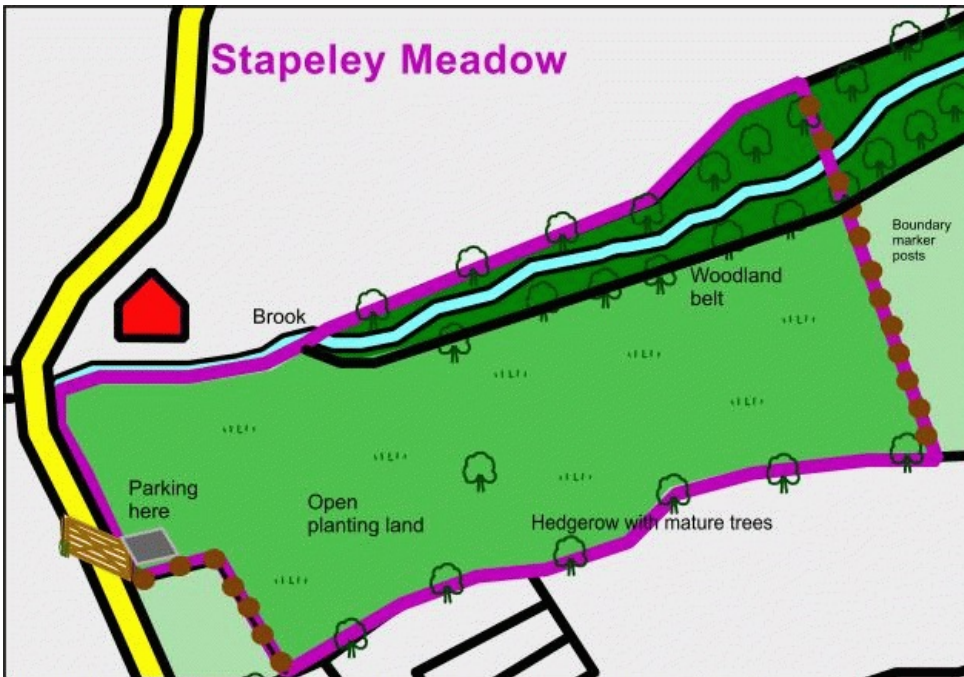 Stapeley Meadow
Boundary
marker
posts
Woodland
belt
Brook
Parking
here
Open
planting land
Hedgerow with mature trees